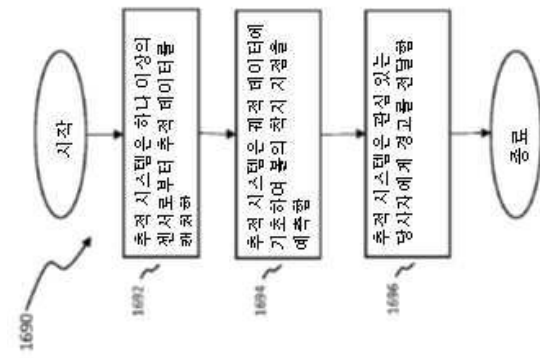 1690
시작
1692
추적 시스템은 하나 이상의
센서로부터 추적 데이터를
캡처함
1694
추적 시스템은 궤적 데이터에
기초하여 볼의 착지 지점을
예측함
1696
추적 시스템은 관심 있는
당사자에게 경고를 전달함
종료